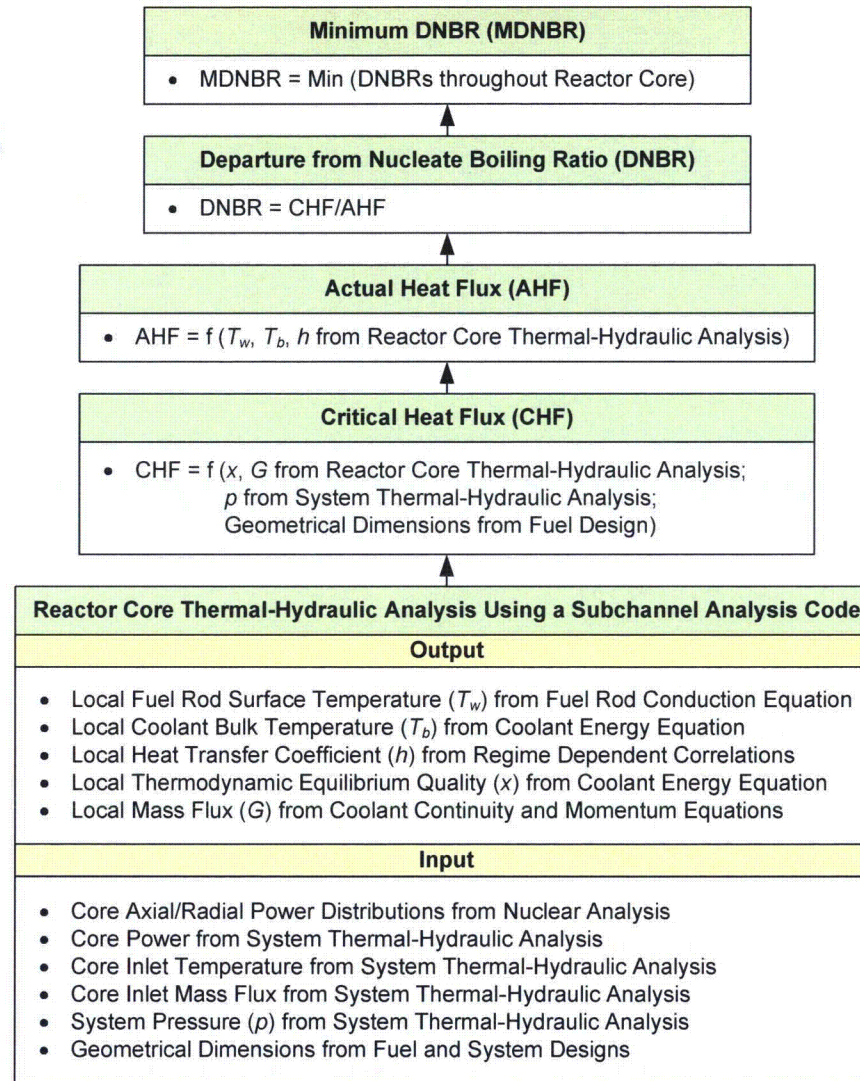 Minimum DNBR (MDNBR)
• MDNBR = Min (DNBRs throughout Reactor Core)
Departure from Nucleate Boiling Ratio (DNBR)
• DNBR = CHF/AHF
Actual Heat Flux (AHF)
• AHF = f (T_w, T_b, h from Reactor Core Thermal-Hydraulic Analysis)
Critical Heat Flux (CHF)
• CHF = f (x, G from Reactor Core Thermal-Hydraulic Analysis;
p from System Thermal-Hydraulic Analysis;
Geometrical Dimensions from Fuel Design)
Reactor Core Thermal-Hydraulic Analysis Using a Subchannel Analysis Code
Output
• Local Fuel Rod Surface Temperature (T_w) from Fuel Rod Conduction Equation
• Local Coolant Bulk Temperature (T_b) from Coolant Energy Equation
• Local Heat Transfer Coefficient (h) from Regime Dependent Correlations
• Local Thermodynamic Equilibrium Quality (x) from Coolant Energy Equation
• Local Mass Flux (G) from Coolant Continuity and Momentum Equations
Input
• Core Axial/Radial Power Distributions from Nuclear Analysis
• Core Power from System Thermal-Hydraulic Analysis
• Core Inlet Temperature from System Thermal-Hydraulic Analysis
• Core Inlet Mass Flux from System Thermal-Hydraulic Analysis
• System Pressure (p) from System Thermal-Hydraulic Analysis
• Geometrical Dimensions from Fuel and System Designs